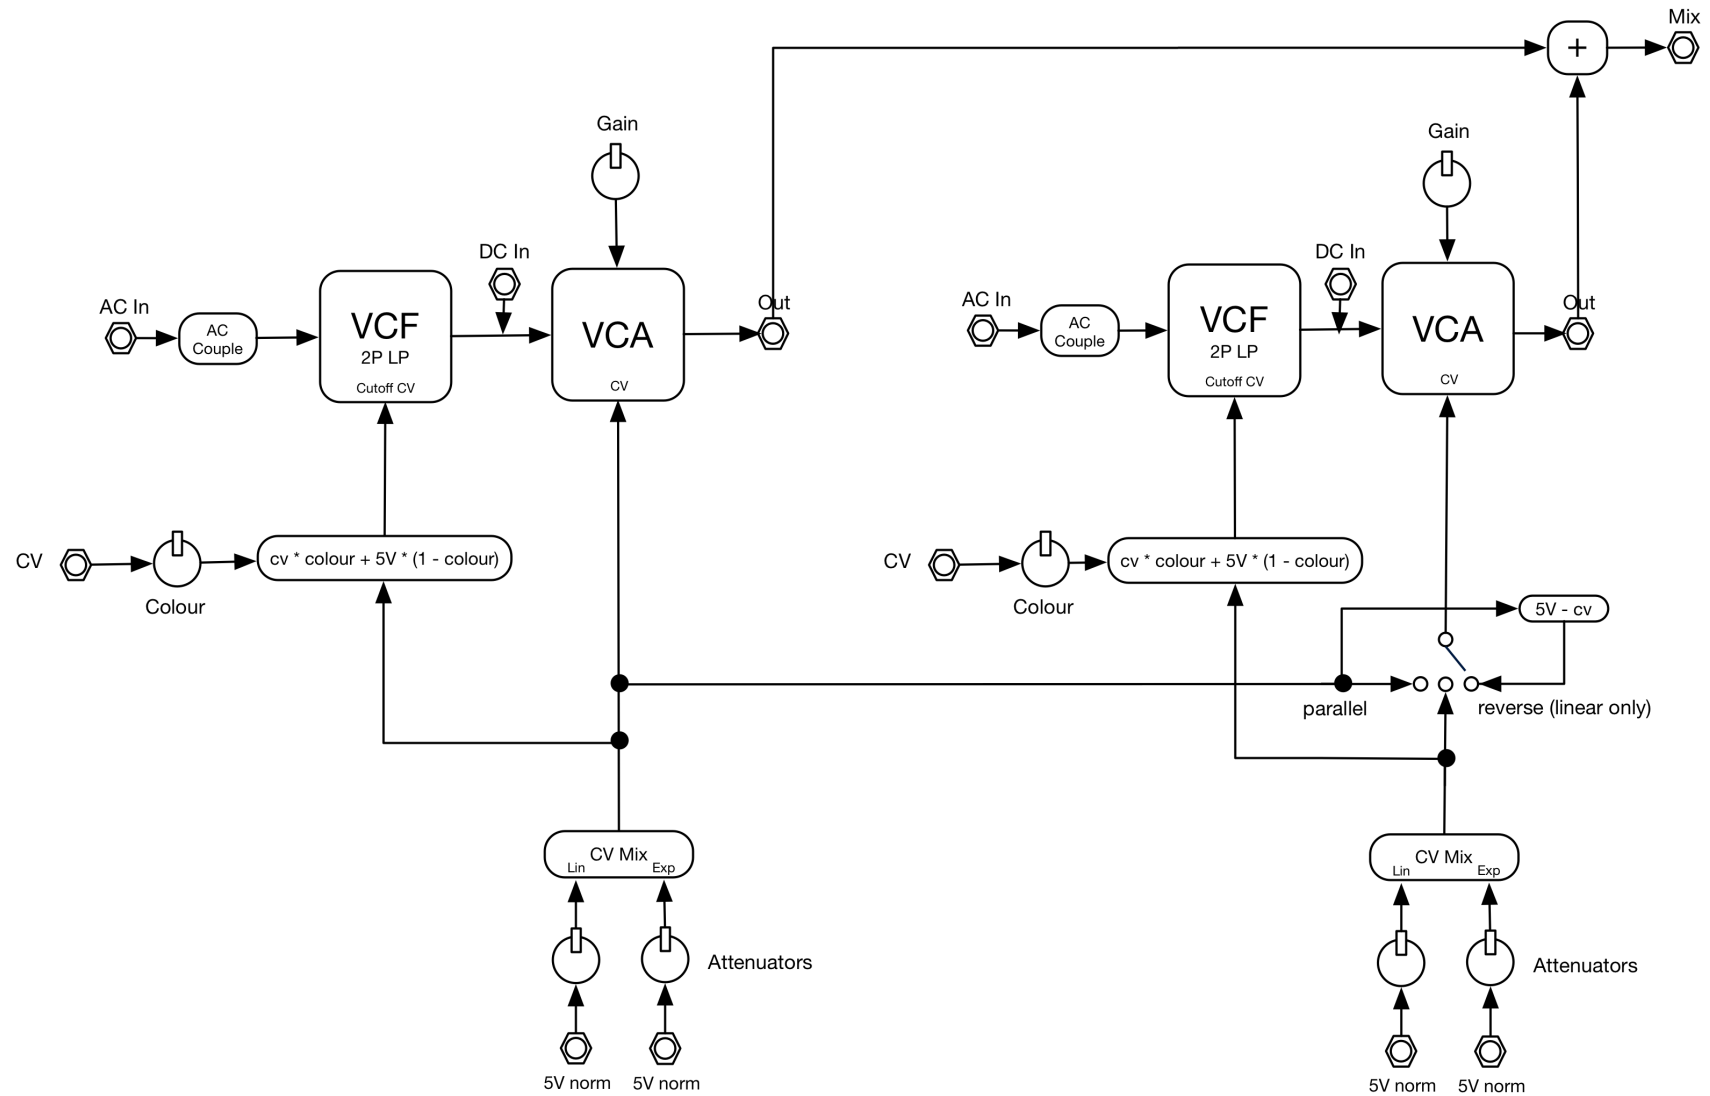 Mix
+
Gain
Gain
DC In
DC In
AC In
AC In
Out
Out
AC
Couple
VCF
2P LP
Cutoff CV
VCA
CV
AC
Couple
VCF
2P LP
Cutoff CV
VCA
CV
CV
cv * colour + 5V * (1 - colour)
Colour
CV
cv * colour + 5V * (1 - colour)
Colour
5V - cv
parallel
reverse (linear only)
CV Mix
Lin
Exp
CV Mix
Lin
Exp
Attenuators
Attenuators
5V norm
5V norm
5V norm
5V norm